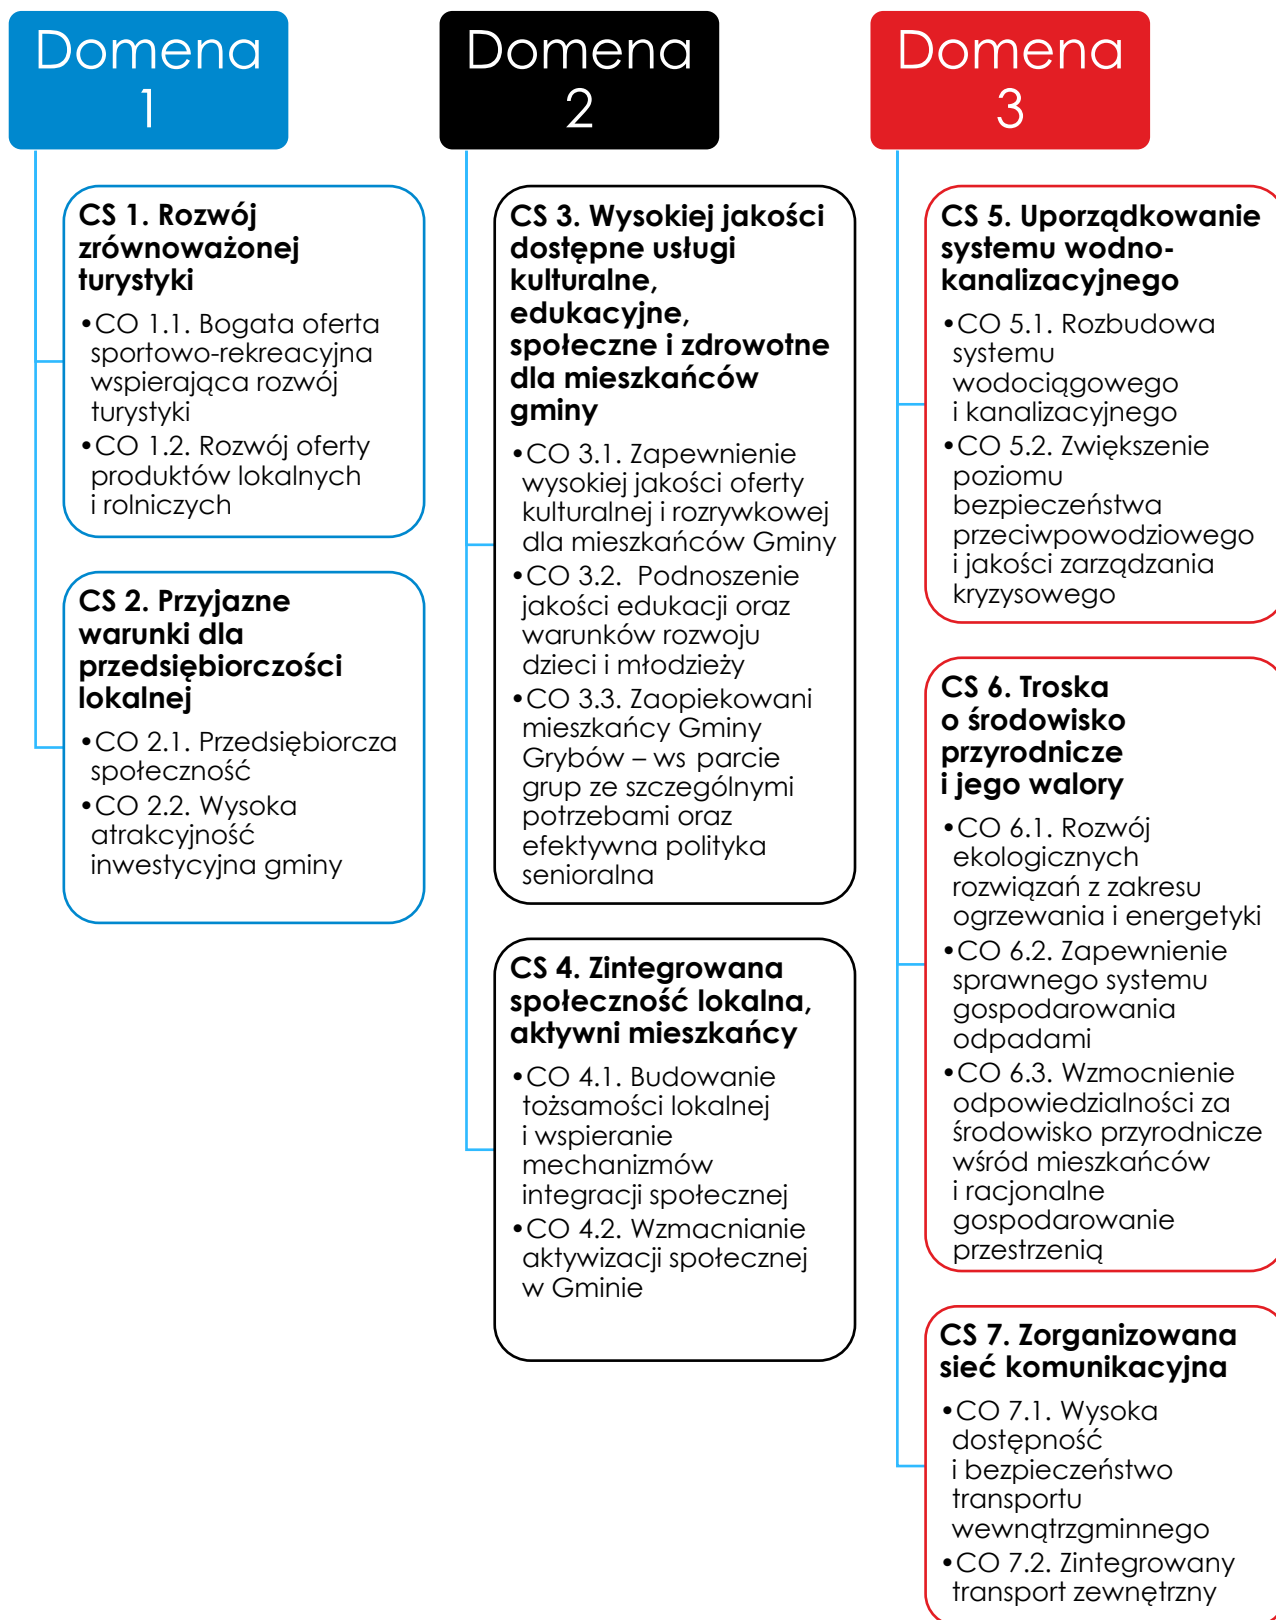 Domena
1
CS 1. Rozwój
zrównoważonej
turystyki
•CO 1.1. Bogata oferta
sportowo-rekreacyjna
wspierająca rozwój
turystyki
•CO 1.2. Rozwój oferty
produktów lokalnych
i rolniczych
CS 2. Przyjazne
warunki dla
przedsiębiorczości
lokalnej
•CO 2.1. Przedsiębiorcza
społeczność
•CO 2.2. Wysoka
atrakcyjność
inwestycyjna gminy
Domena
2
CS 3. Wysokiej jakości
dostępne usługi
kulturalne,
edukacyjne,
społeczne i zdrowotne
dla mieszkańców
gminy
•CO 3.1. Zapewnienie
wysokiej jakości oferty
kulturalnej i rozrywkowej
dla mieszkańców Gminy
•CO 3.2. Podnoszenie
jakości edukacji oraz
warunków rozwoju
dzieci i młodzieży
•CO 3.3. Zaopiekowani
mieszkańcy Gminy
Grybów – ws parcie
grup ze szczególnymi
potrzebami oraz
efektywna polityka
senioralna
CS 4. Zintegrowana
społeczność lokalna,
aktywni mieszkańcy
•CO 4.1. Budowanie
tożsamości lokalnej
i wspieranie
mechanizmów
integracji społecznej
•CO 4.2. Wzmacnianie
aktywizacji społecznej
w Gminie
Domena
3
CS 5. Uporządkowanie
systemu wodno-
kanalizacyjnego
•CO 5.1. Rozbudowa
systemu
wodociągowego
i kanalizacyjnego
•CO 5.2. Zwiększenie
poziomu
bezpieczeństwa
przeciwpowodziowego
i jakości zarządzania
kryzysowego
CS 6. Troska
o środowisko
przyrodnicze
i jego walory
•CO 6.1. Rozwój
ekologicznych
rozwiązań z zakresu
ogrzewania i energetyki
•CO 6.2. Zapewnienie
sprawnego systemu
gospodarowania
odpadami
•CO 6.3. Wzmocnienie
odpowiedzialności za
środowisko przyrodnicze
wśród mieszkańców
i racjonalne
gospodarowanie
przestrzenią
CS 7. Zorganizowana
sieć komunikacyjna
•CO 7.1. Wysoka
dostępność
i bezpieczeństwo
transportu
wewnątrzgminnego
•CO 7.2. Zintegrowany
transport zewnętrzny